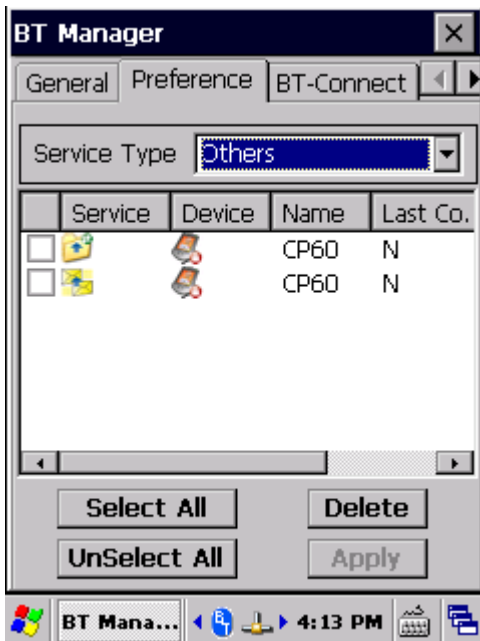 BT Manager
General Preference BT-Connect
Service Type Others
Service Device Name Last Co.
CP60 N
CP60 N
Select All Delete
UnSelect All Apply
BT Mana... 4:13 PM